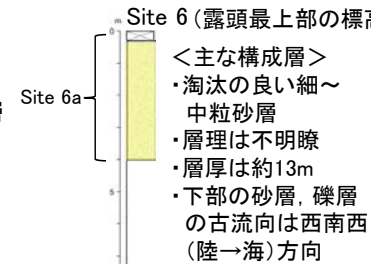 Site 6(露頭最上部の標高
m
0
Site 6a
5
<主な構成層>
・淘汰の良い細~
中粒砂層
・層理は不明瞭
・層厚は約13m
・下部の砂層, 礫層
の古流向は西南西
(陸→海)方向